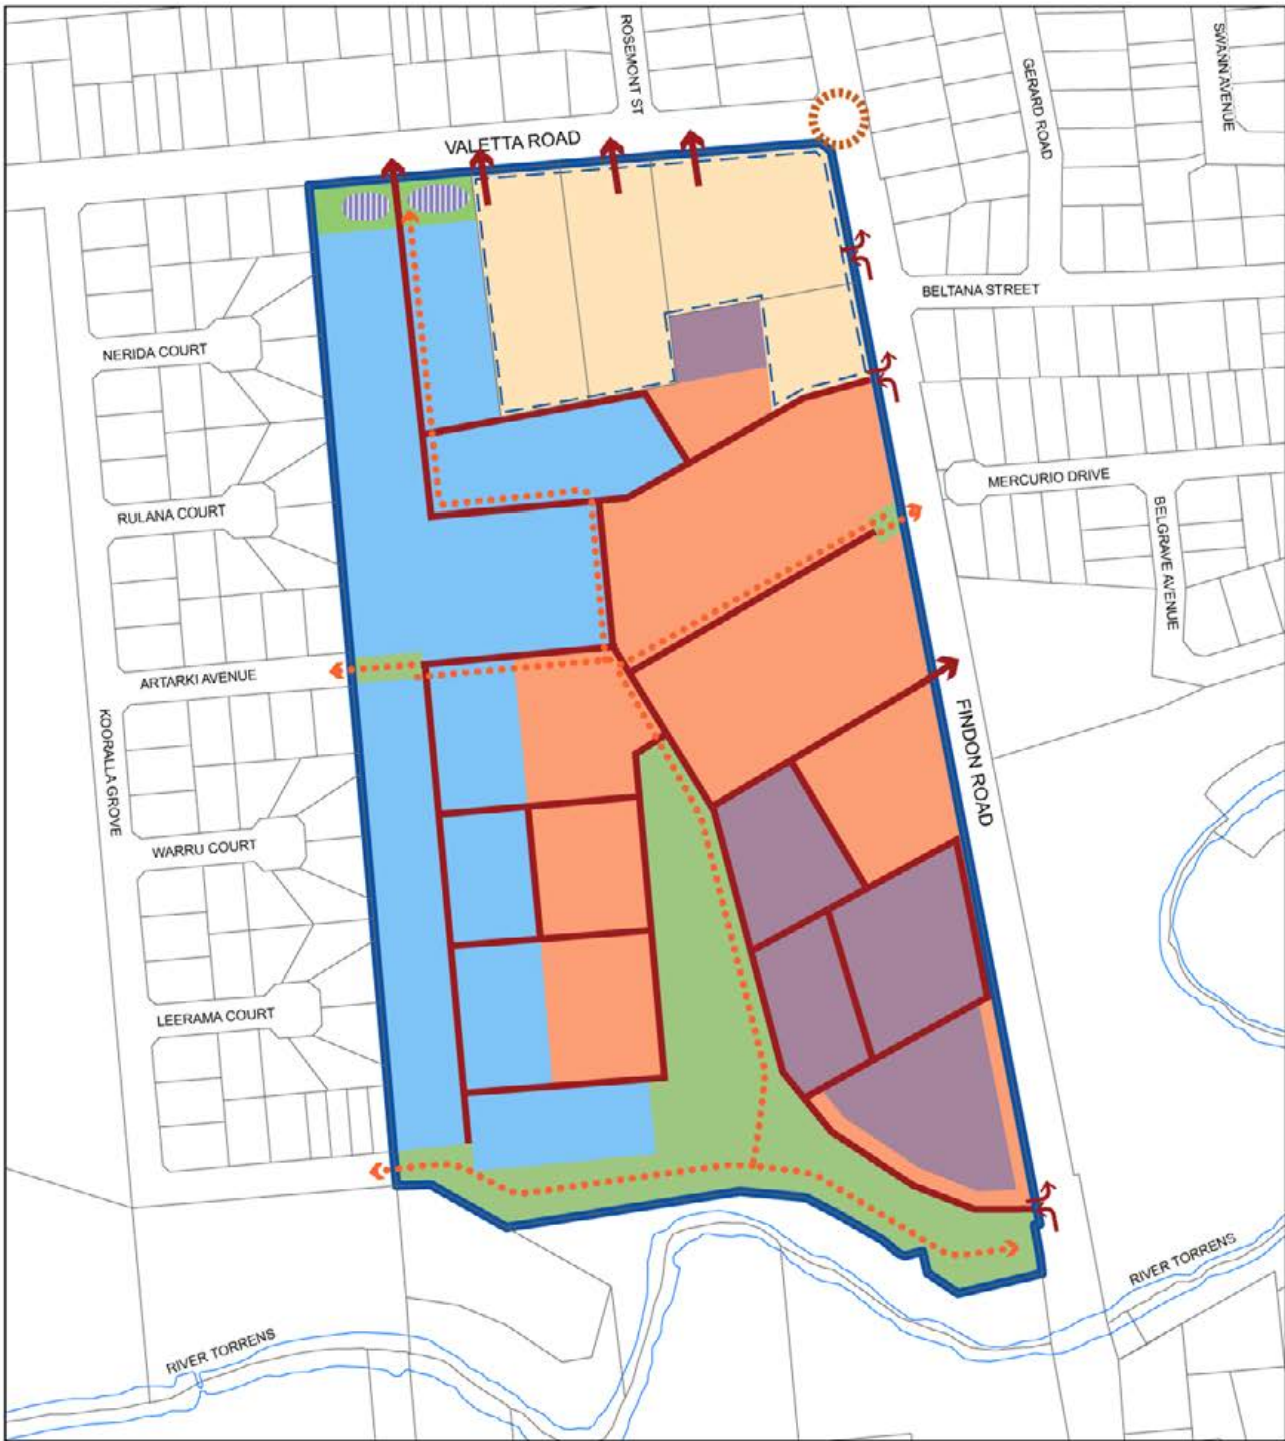 ROSEMONT ST
SWANN AVENUE
GERARD ROAD
VALETTA ROAD
BELTANA STREET
NERIDA COURT
MERCURIO DRIVE
RULANA COURT
BELGRAVE AVENUE
ARTARKI AVENUE
KOORALLA GROVE
FINDON ROAD
WARRU COURT
LEERAMA COURT
RIVER TORRENS
RIVER TORRENS